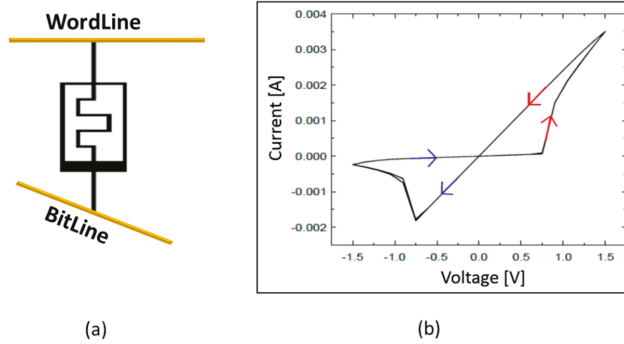 WordLine
BitLine
(a)
Current [A]
0.004
0.003
0.002
0.001
0.000
-0.001
-0.002
-1.5 -1.0 -0.5 0.0 0.5 1.0 1.5
Voltage [V]
(b)